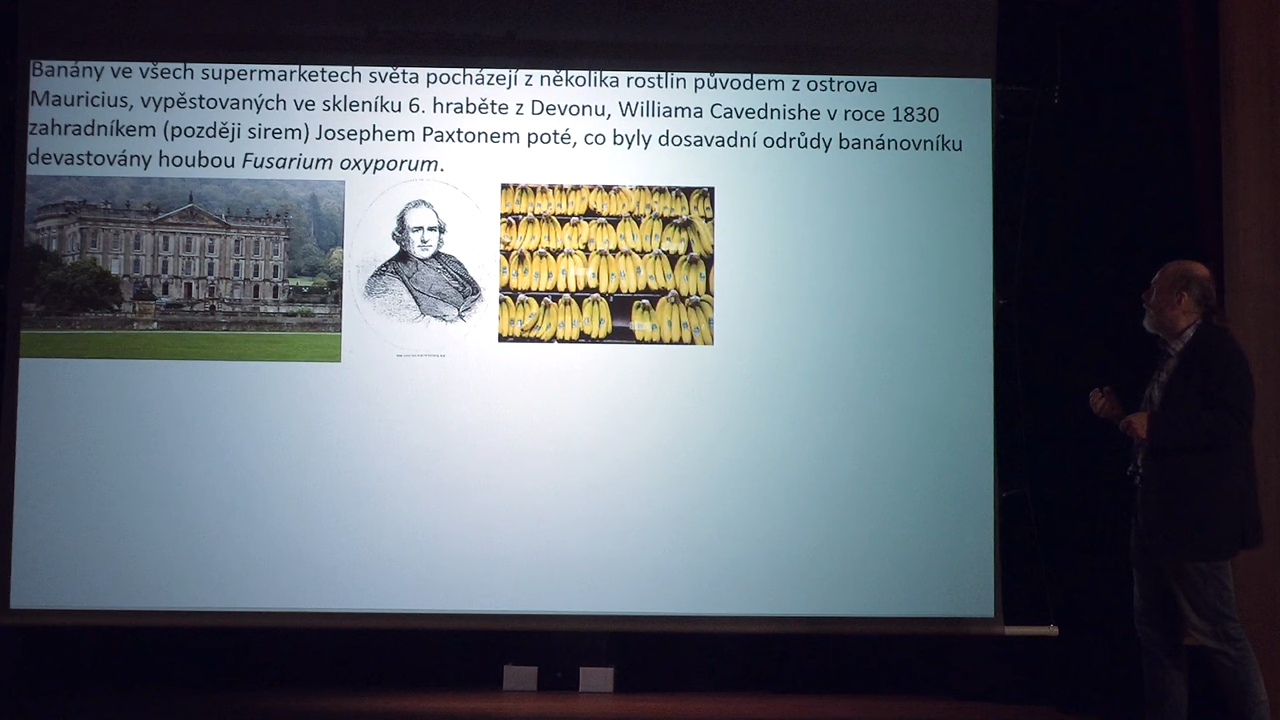 Banány ve všech supermarketech světa pocházejí z několika rostlin původem z ostrova
Mauricius, vypěstovaných ve skleníku 6. hraběte z Devonu, Williama Cavednishe v roce 1830
zahradníkem (později sirem) Josephem Paxtonem poté, co byly dosavadní odrůdy banánovníku
devastovány houbou Fusarium oxyporum.